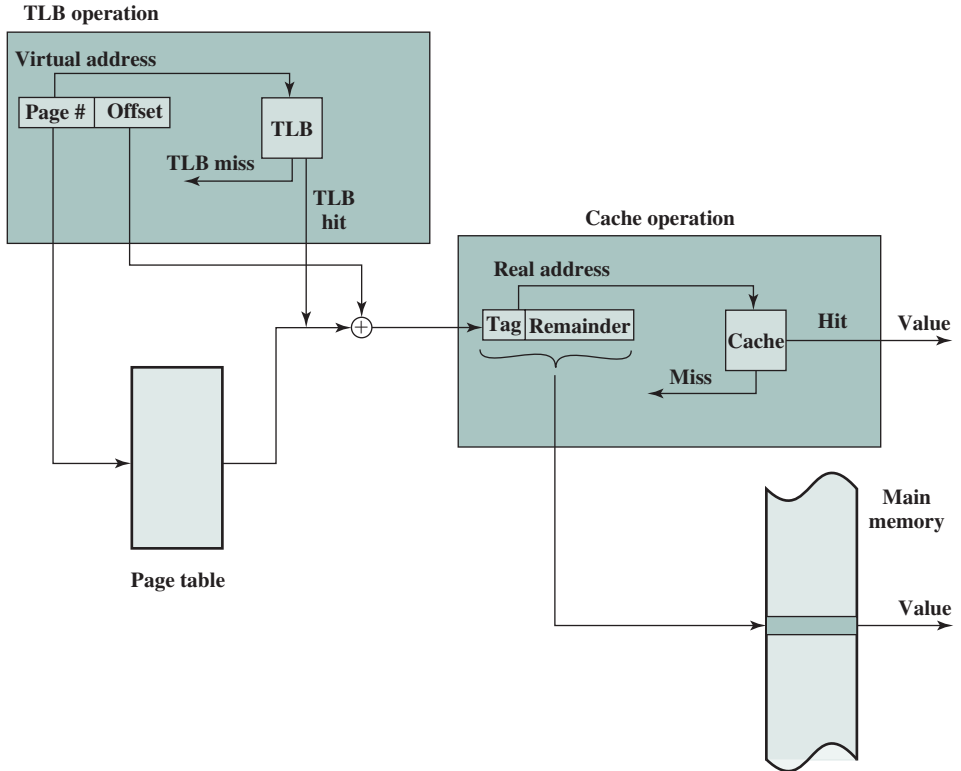 TLB operation
Virtual address
Page # Offset
TLB
TLB miss
TLB
hit
Cache operation
Real address
Tag Remainder
Cache
Hit
Value
Miss
Page table
Main
memory
Value